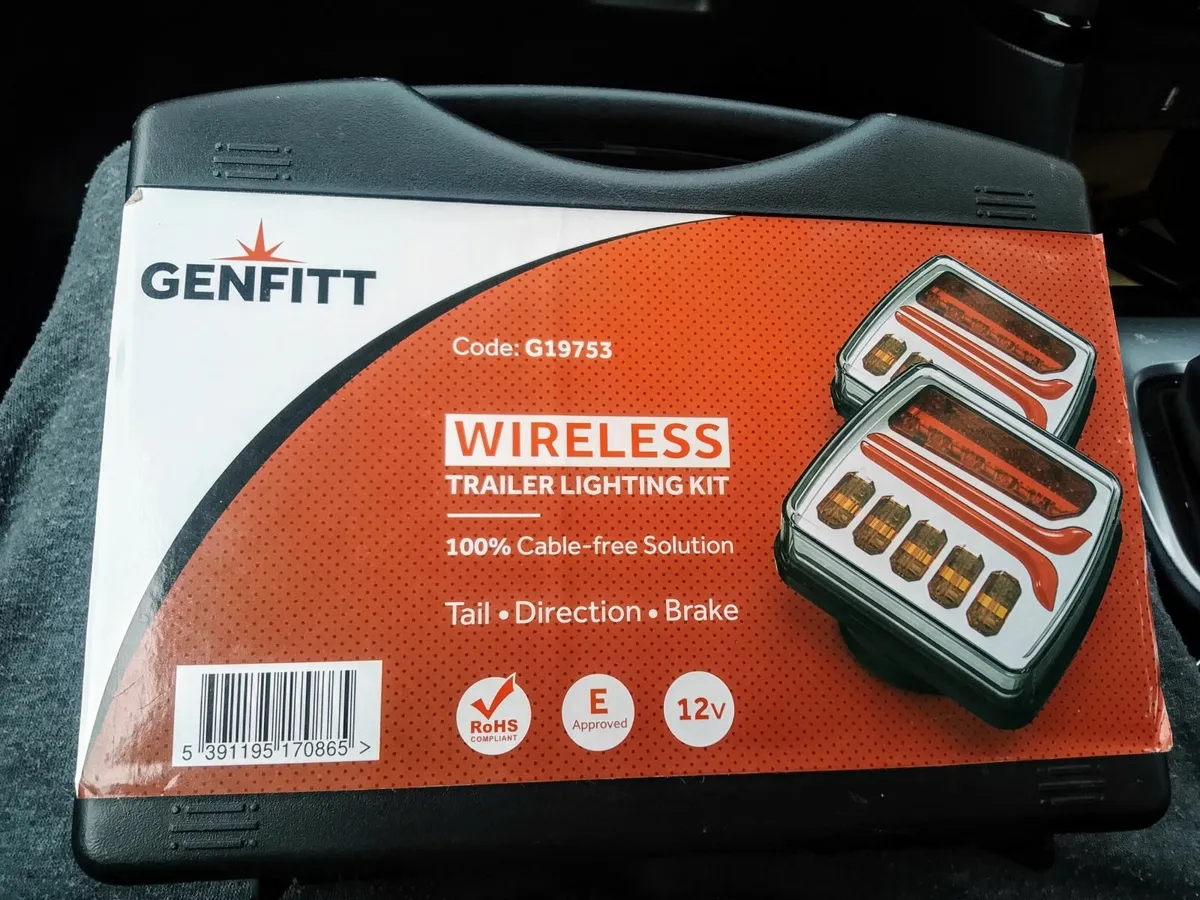 GENFITT
Code: G19753
WIRELESS
TRAILER LIGHTING KIT
100% Cable-free Solution
Tail • Direction • Brake
RoHS
COMPLIANT
E
Approved
12v
5 391195 170865 >